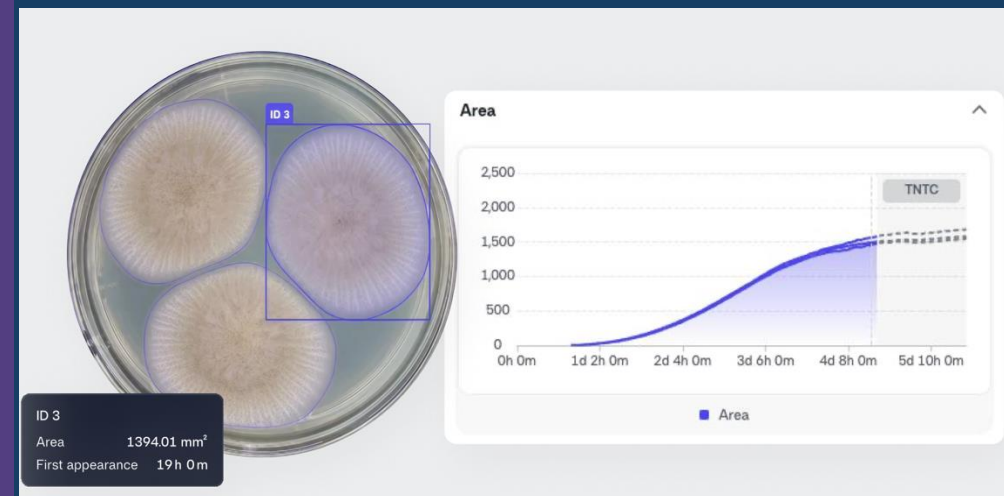 ID 3
Area
2,500
TNTC
2,000
1,500
1,000
500
0
0h 0m 1d 2h 0m 2d 4h 0m 3d 6h 0m 4d 8h 0m 5d 10h 0m
Area
ID 3
Area 1394.01 mm²
First appearance 19h 0m